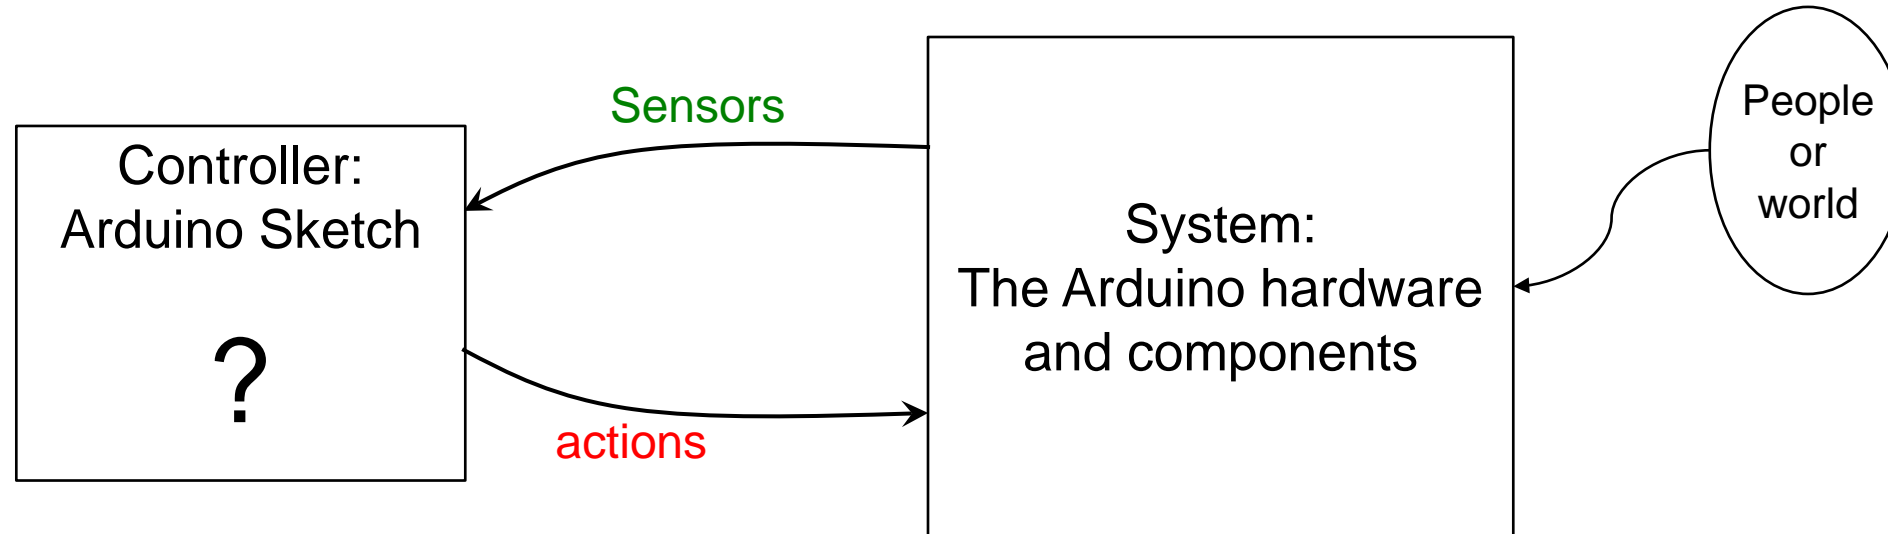 Controller:
Arduino Sketch
?
Sensors
actions
System:
The Arduino hardware
and components
People
or
world